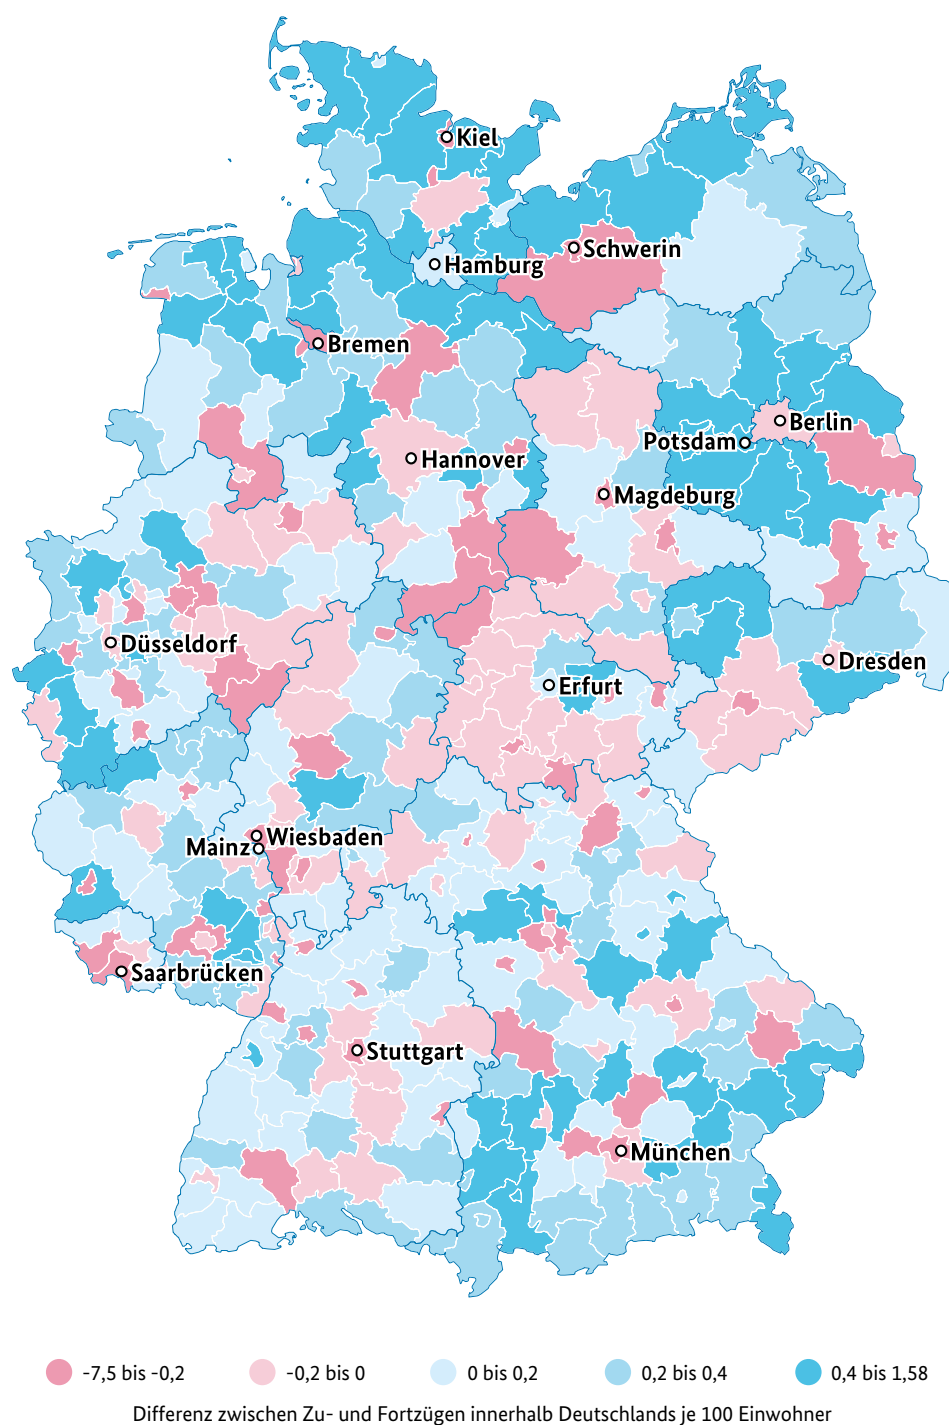 Kiel
Schwerin
Hamburg
Bremen
Berlin
Potsdam
Hannover
Magdeburg
Düsseldorf
Dresden
Erfurt
Wiesbaden
Mainz
Saarbrücken
Stuttgart
München
-7,5 bis -0,2 -0,2 bis 0 0 bis 0,2 0,2 bis 0,4 0,4 bis 1,58
Differenz zwischen Zu- und Fortzügen innerhalb Deutschlands je 100 Einwohner